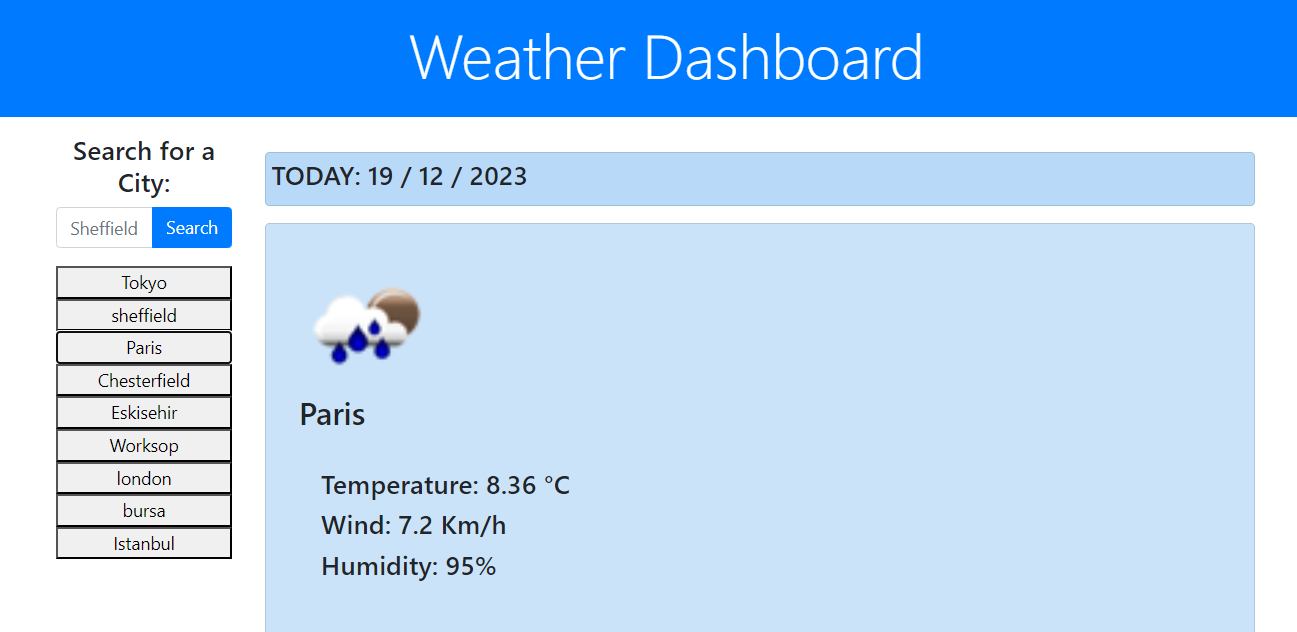 Weather Dashboard
Search for a
City:
Sheffield
Search
Tokyo
sheffield
Paris
Chesterfield
Eskisehir
Worksop
london
bursa
Istanbul
TODAY: 19 / 12 / 2023
Paris
Temperature: 8.36 °C
Wind: 7.2 Km/h
Humidity: 95%